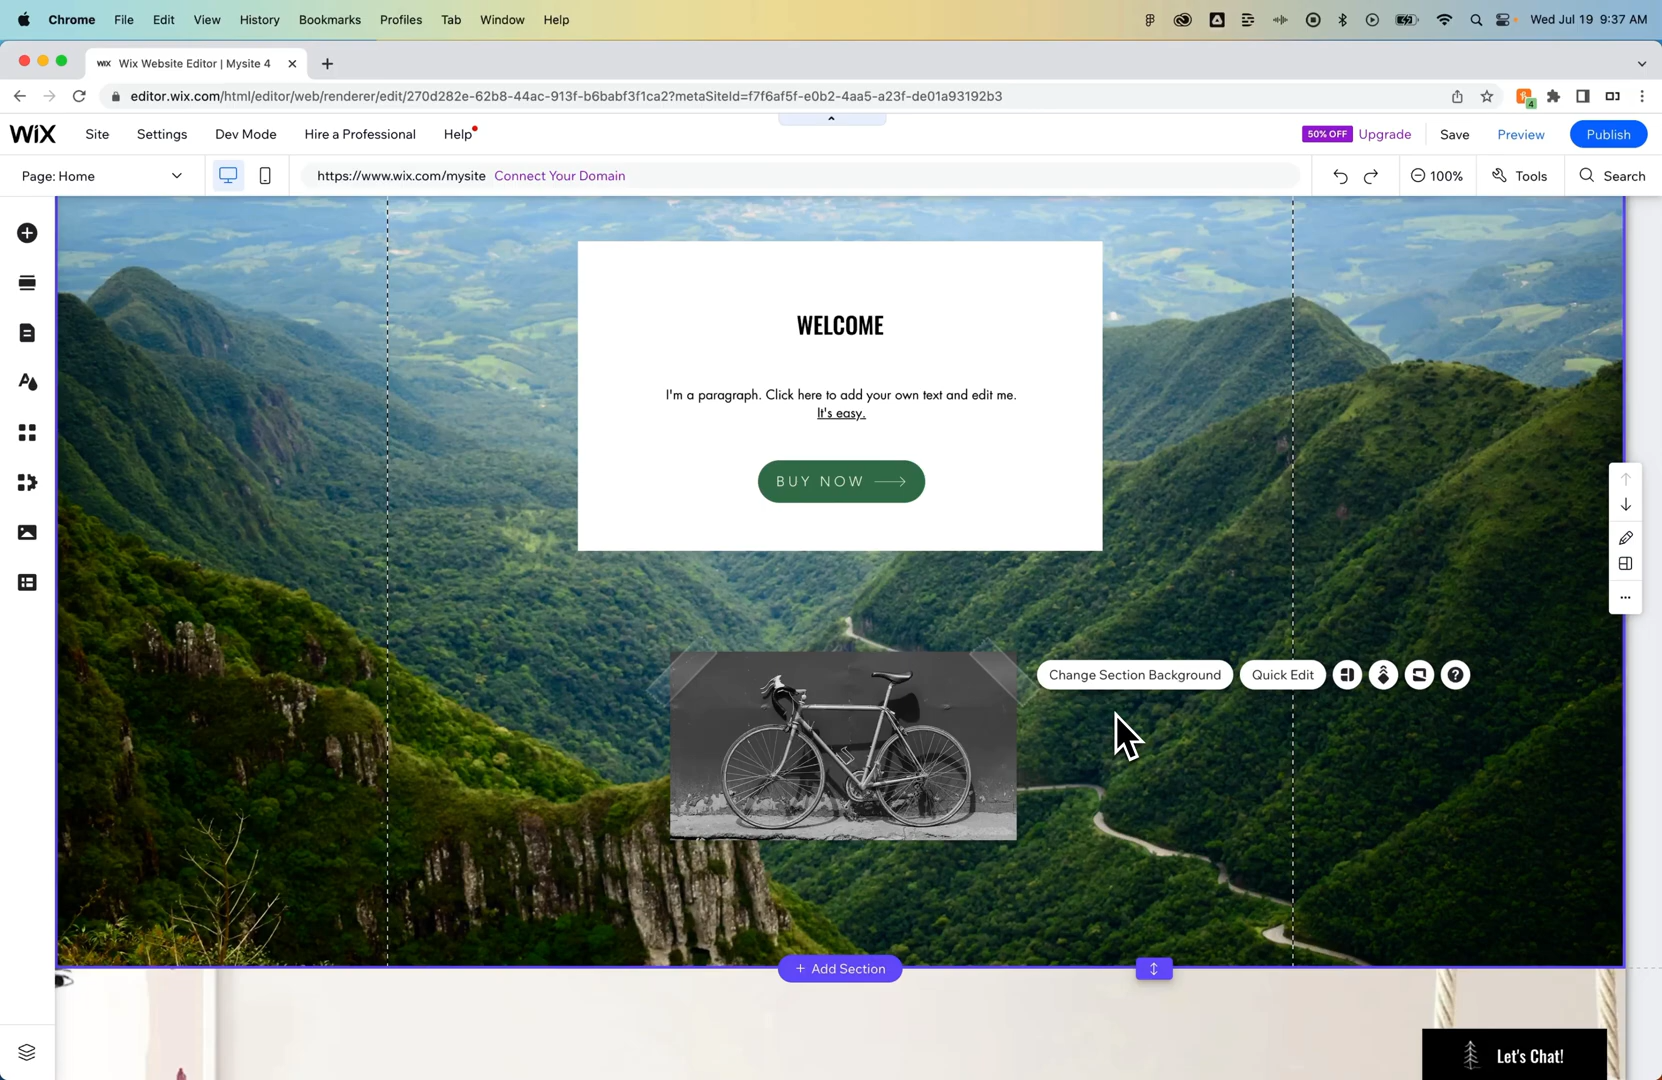 Chrome File Edit View History Bookmarks Profiles Tab Window Help Wed Jul 19 9:37 AM
WiX Wix Website Editor | Mysite 4
editor.wix.com/html/editor/web/renderer/edit/270d282e-62b8-44ac-913f-b6babf3f1ca2?metaSiteId=f7f6af5f-e0b2-4aa5-a23f-de01a93192b3
4
WiX Site Settings Dev Mode Hire a Professional Help 50% OFF Upgrade Save Preview Publish
Page: Home https://www.wix.com/mysite Connect Your Domain 100% Tools Search
WELCOME
I'm a paragraph. Click here to add your own text and edit me.
It's easy.
BUY NOW
Change Section Background Quick Edit ?
+ Add Section
Let's Chat!